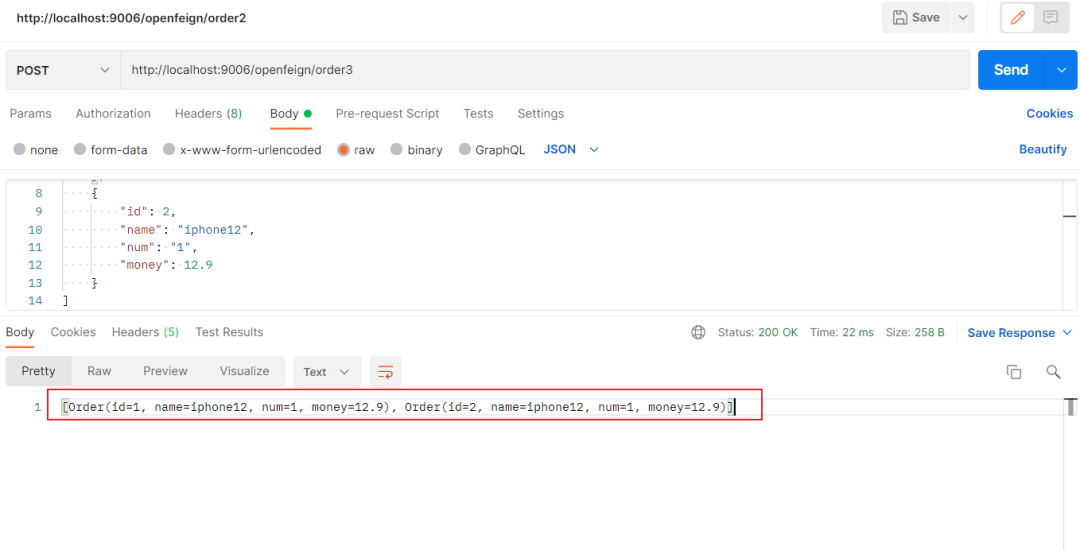 http://localhost:9006/openfeign/order2 Save
POST http://localhost:9006/openfeign/order3 Send
Params Authorization Headers (8) Body Pre-request Script Tests Settings Cookies
none form-data x-www-form-urlencoded raw binary GraphQL JSON Beautify
8 {
9 "id": 2,
10 "name": "iphone12",
11 "num": "1",
12 "money": 12.9
13 }
14 ]
Body Cookies Headers (5) Test Results Status: 200 OK Time: 22 ms Size: 258 B Save Response
Pretty Raw Preview Visualize Text
1 [Order(id=1, name=iphone12, num=1, money=12.9), Order(id=2, name=iphone12, num=1, money=12.9)]